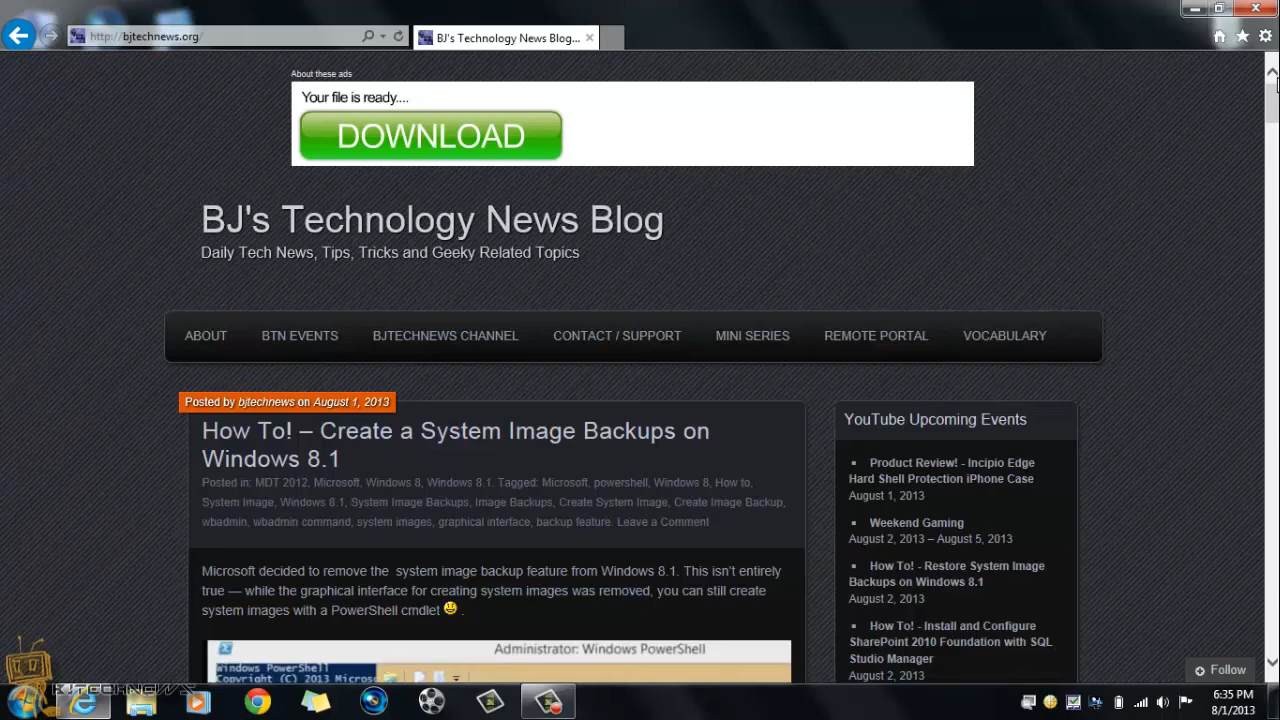 http://bjtechnews.org/
BJ's Technology News Blog...
About these ads
Your file is ready....
DOWNLOAD
BJ's Technology News Blog
Daily Tech News, Tips, Tricks and Geeky Related Topics
ABOUT BTN EVENTS BJTECHNEWS CHANNEL CONTACT / SUPPORT MINI SERIES REMOTE PORTAL VOCABULARY
Posted by bjtechnews on August 1, 2013
How To! – Create a System Image Backups on
Windows 8.1
Posted in: MDT 2012, Microsoft, Windows 8, Windows 8.1. Tagged: Microsoft, powershell, Windows 8, How to,
System Image, Windows 8.1, System Image Backups, Image Backups, Create System Image, Create Image Backup,
wbadmin, wbadmin command, system images, graphical interface, backup feature. Leave a Comment
Microsoft decided to remove the system image backup feature from Windows 8.1. This isn't entirely
true — while the graphical interface for creating system images was removed, you can still create
system images with a PowerShell cmdlet .
Administrator: Windows PowerShell
Windows PowerShell
Copyright (C) 2013 Micros
YouTube Upcoming Events
Product Review! - Incipio Edge
Hard Shell Protection iPhone Case
August 1, 2013
Weekend Gaming
August 2, 2013 – August 5, 2013
How To! - Restore System Image
Backups on Windows 8.1
August 2, 2013
How To! - Install and Configure
SharePoint 2010 Foundation with SQL
Studio Manager
August 2, 2013
Follow
BJTECHNEWS
6:35 PM
8/1/2013